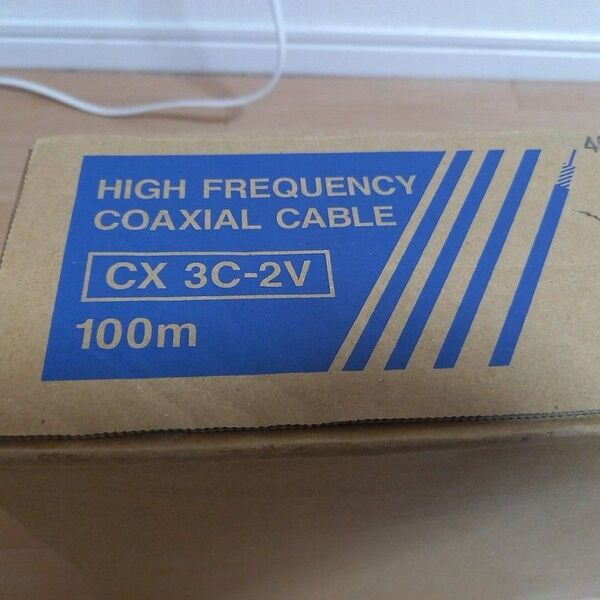 HIGH FREQUENCY
COAXIAL CABLE
CX 3C-2V
100m